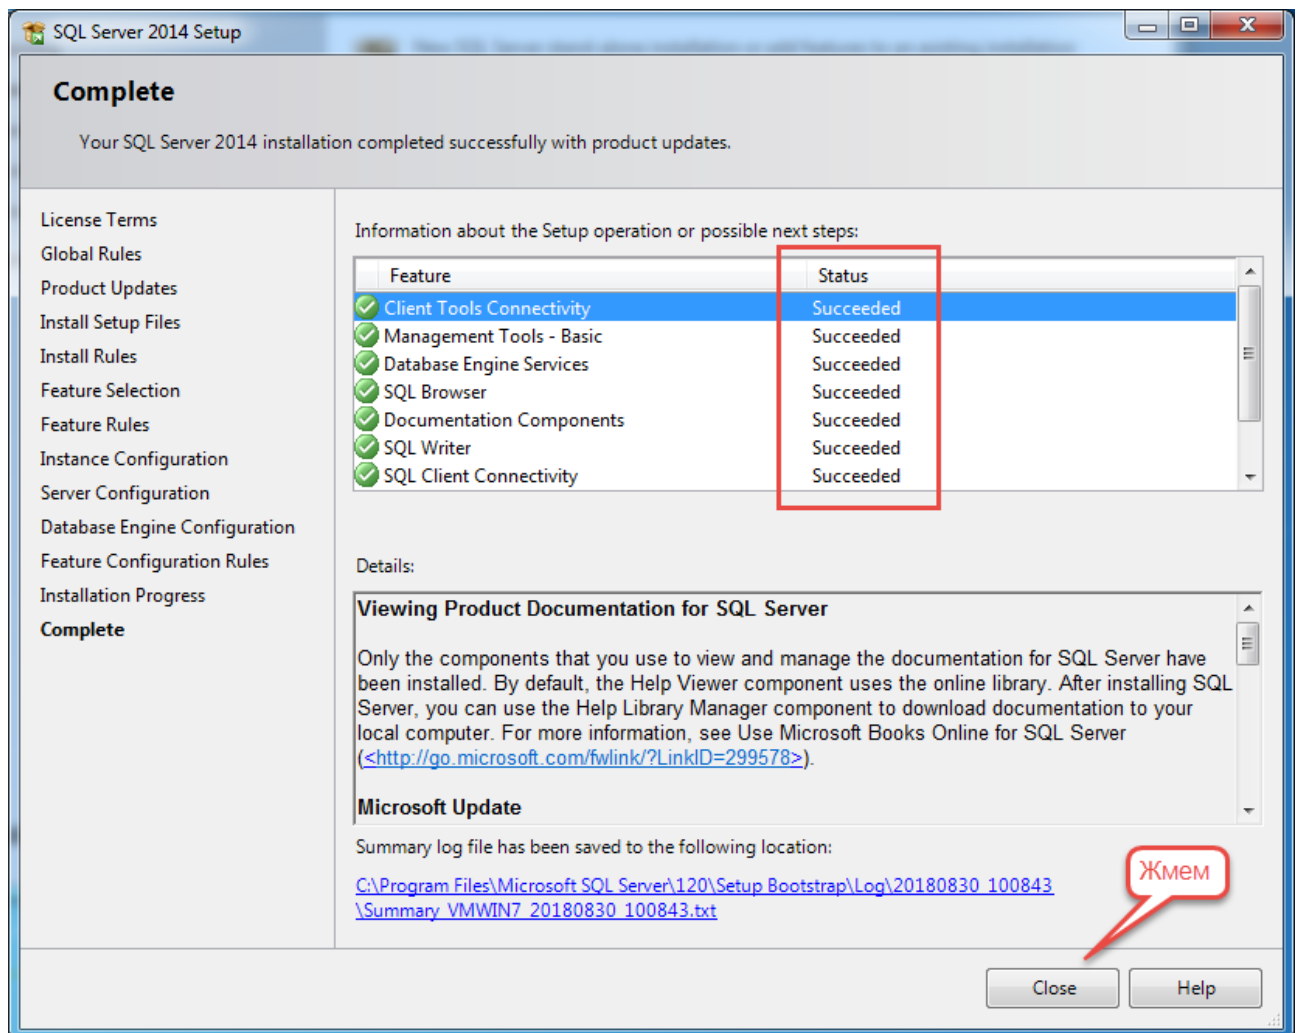 SQL Server 2014 Setup
Complete
Your SQL Server 2014 installation completed successfully with product updates.
License Terms
Global Rules
Product Updates
Install Setup Files
Install Rules
Feature Selection
Feature Rules
Instance Configuration
Server Configuration
Database Engine Configuration
Feature Configuration Rules
Installation Progress
Complete
Information about the Setup operation or possible next steps:
Feature Status
Client Tools Connectivity Succeeded
Management Tools - Basic Succeeded
Database Engine Services Succeeded
SQL Browser Succeeded
Documentation Components Succeeded
SQL Writer Succeeded
SQL Client Connectivity Succeeded
Details:
Viewing Product Documentation for SQL Server
Only the components that you use to view and manage the documentation for SQL Server have
been installed. By default, the Help Viewer component uses the online library. After installing SQL
Server, you can use the Help Library Manager component to download documentation to your
local computer. For more information, see Use Microsoft Books Online for SQL Server
(<http://go.microsoft.com/fwlink/?LinkID=299578>).
Microsoft Update
Summary log file has been saved to the following location:
C:\Program Files\Microsoft SQL Server\120\Setup Bootstrap\Log\20180830_100843
\Summary_VMWIN7_20180830_100843.txt
Жмем
Close Help